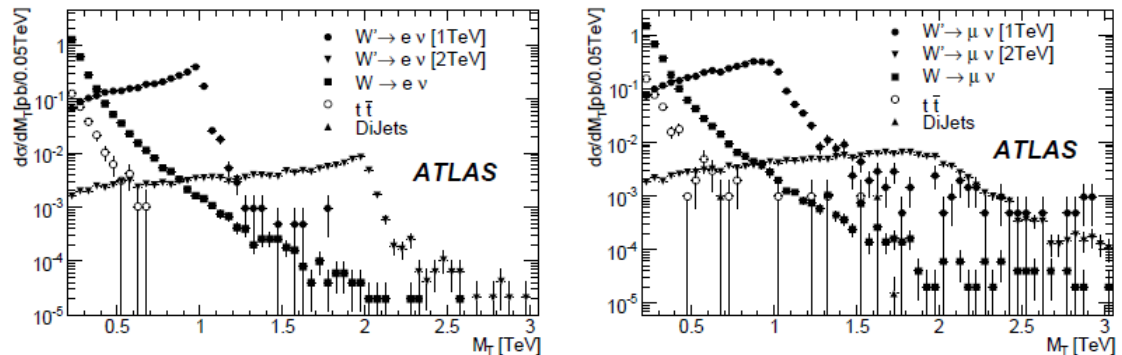 dσ/dM_T[pb/0.05TeV]
1
10⁻¹
10⁻²
10⁻³
10⁻⁴
10⁻⁵
W'→ e ν [1TeV]
W'→ e ν [2TeV]
W → e ν
t t̄
DiJets
ATLAS
0.5 1 1.5 2 2.5 3
M_T [TeV]
dσ/dM_T[pb/0.05TeV]
1
10⁻¹
10⁻²
10⁻³
10⁻⁴
10⁻⁵
W'→ μ ν [1TeV]
W'→ μ ν [2TeV]
W → μ ν
t t̄
DiJets
ATLAS
0.5 1 1.5 2 2.5 3
M_T [TeV]